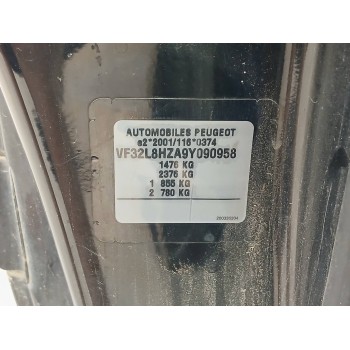 AUTOMOBILES PEUGEOT
e2*2001/116*0374
VF32L8HZA9Y090958
1476 KG
2376 KG
1 855 KG
2 780 KG